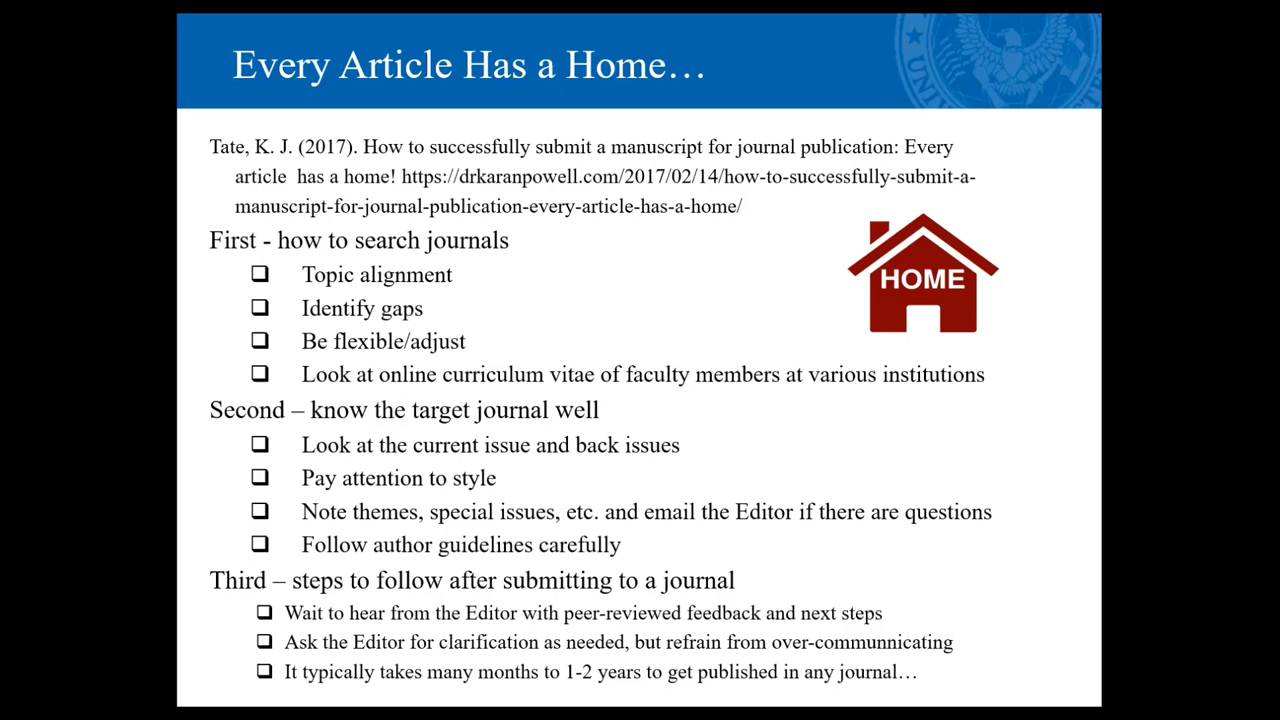 Every Article Has a Home…
Tate, K. J. (2017). How to successfully submit a manuscript for journal publication: Every
article has a home! https://drkaranpowell.com/2017/02/14/how-to-successfully-submit-a-
manuscript-for-journal-publication-every-article-has-a-home/
First - how to search journals
HOME
❑ Topic alignment
❑ Identify gaps
❑ Be flexible/adjust
❑ Look at online curriculum vitae of faculty members at various institutions
Second – know the target journal well
❑ Look at the current issue and back issues
❑ Pay attention to style
❑ Note themes, special issues, etc. and email the Editor if there are questions
❑ Follow author guidelines carefully
Third – steps to follow after submitting to a journal
❑ Wait to hear from the Editor with peer-reviewed feedback and next steps
❑ Ask the Editor for clarification as needed, but refrain from over-communnicating
❑ It typically takes many months to 1-2 years to get published in any journal…